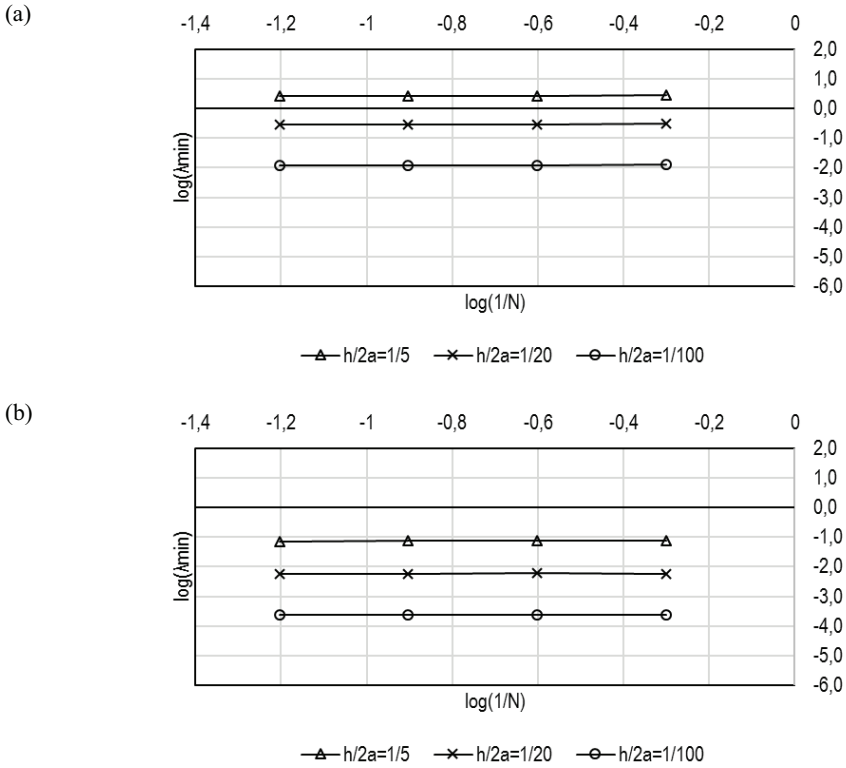 (a)
-1,4 -1,2 -1 -0,8 -0,6 -0,4 -0,2 0
2,0
1,0
0,0
-1,0
-2,0
-3,0
-4,0
-5,0
-6,0
log(λmin)
log(1/N)
h/2a=1/5 h/2a=1/20 h/2a=1/100
(b)
-1,4 -1,2 -1 -0,8 -0,6 -0,4 -0,2 0
2,0
1,0
0,0
-1,0
-2,0
-3,0
-4,0
-5,0
-6,0
log(λmin)
log(1/N)
h/2a=1/5 h/2a=1/20 h/2a=1/100